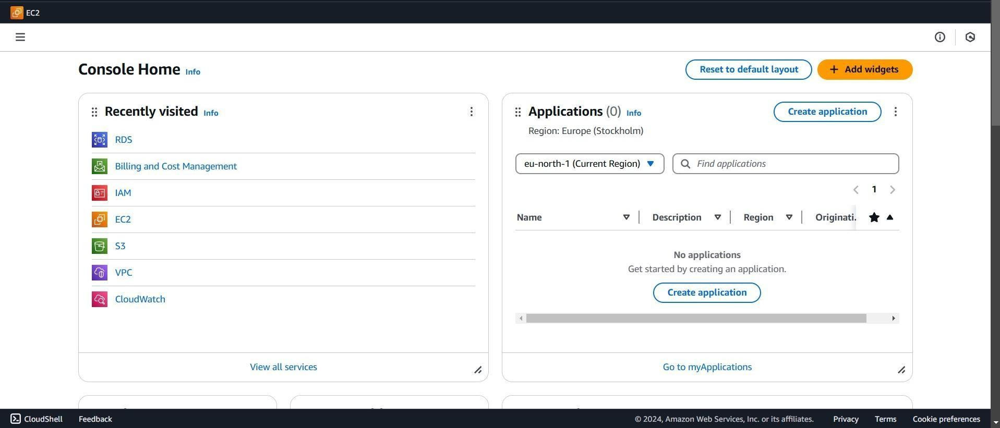 EC2
Console Home Info
Reset to default layout
Add widgets
Recently visited Info
RDS
Billing and Cost Management
IAM
EC2
S3
VPC
CloudWatch
View all services
Applications (0) Info
Create application
Region: Europe (Stockholm)
eu-north-1 (Current Region)
Find applications
1
Name Description Region Originati.
No applications
Get started by creating an application.
Create application
Go to myApplications
CloudShell Feedback © 2024, Amazon Web Services, Inc. or its affiliates. Privacy Terms Cookie preferences